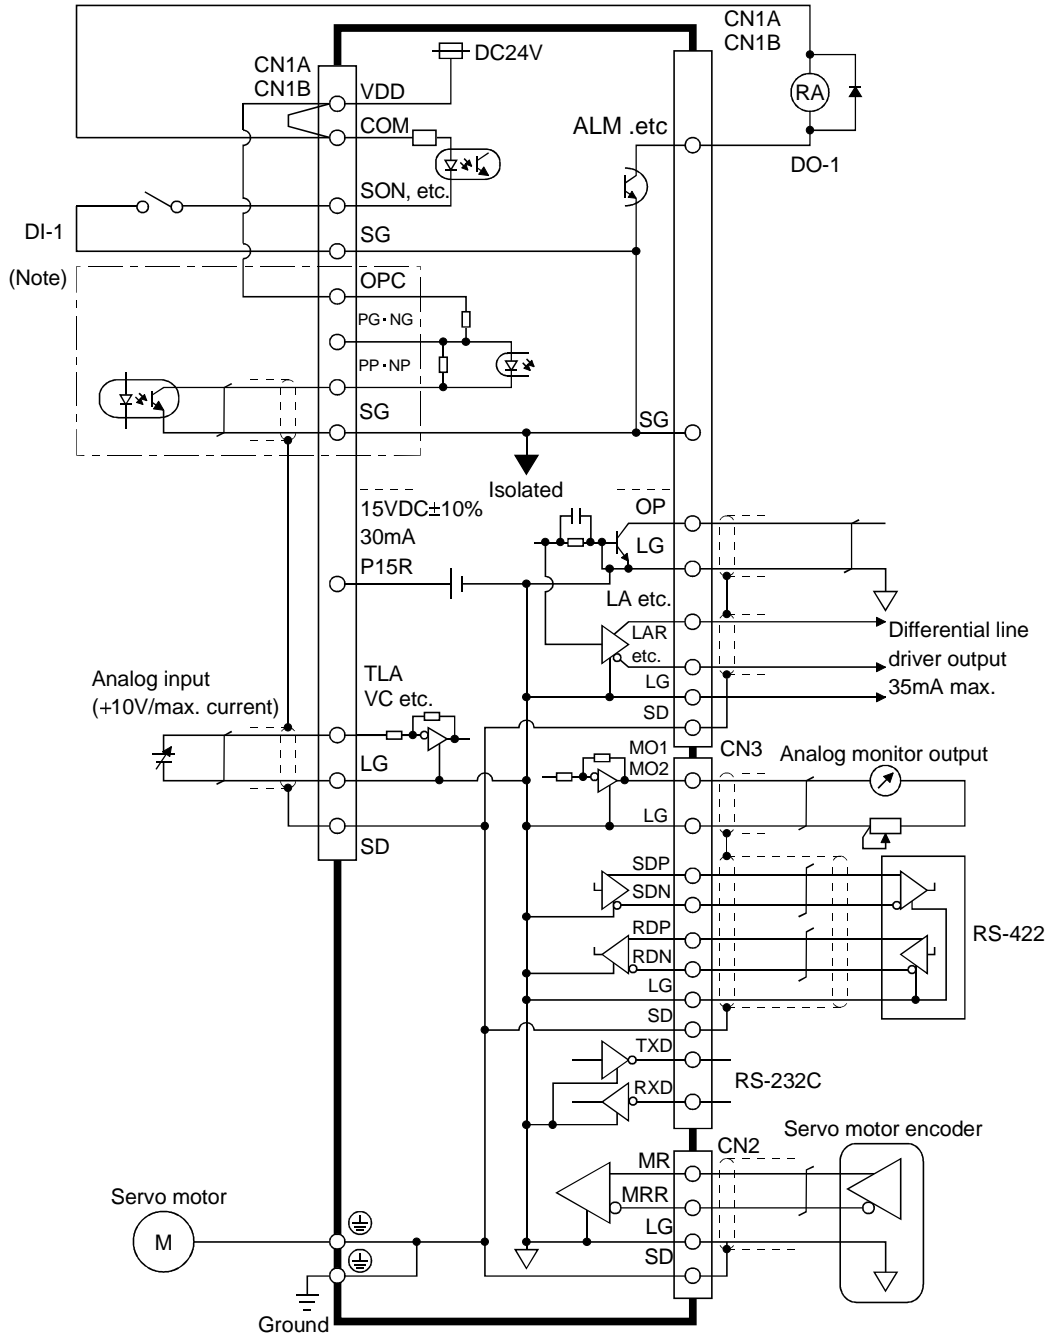 CN1A
CN1B
DC24V
CN1A
CN1B
VDD
RA
COM
ALM .etc
DO-1
SON, etc.
DI-1
SG
(Note)
OPC
PG·NG
PP·NP
SG
SG
Isolated
15VDC±10%
30mA
OP
LG
P15R
LA etc.
LAR
etc.
Differential line
driver output
35mA max.
LG
SD
Analog input
(+10V/max. current)
TLA
VC etc.
LG
SD
CN3
MO1
MO2
Analog monitor output
LG
SDP
SDN
RDP
RDN
RS-422
LG
SD
TXD
RXD
RS-232C
CN2
Servo motor encoder
MR
MRR
LG
SD
Servo motor
M
Ground